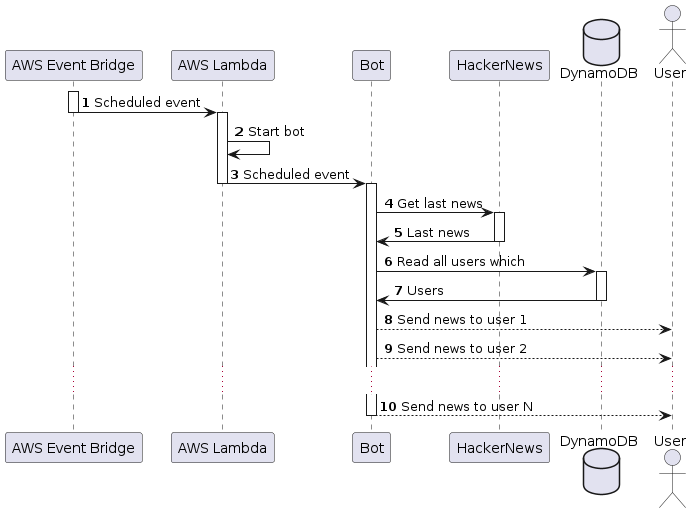 AWS Event Bridge
AWS Lambda
Bot
HackerNews
DynamoDB
User
1 Scheduled event
2 Start bot
3 Scheduled event
4 Get last news
5 Last news
6 Read all users which
7 Users
8 Send news to user 1
9 Send news to user 2
10 Send news to user N
AWS Event Bridge
AWS Lambda
Bot
HackerNews
DynamoDB
User